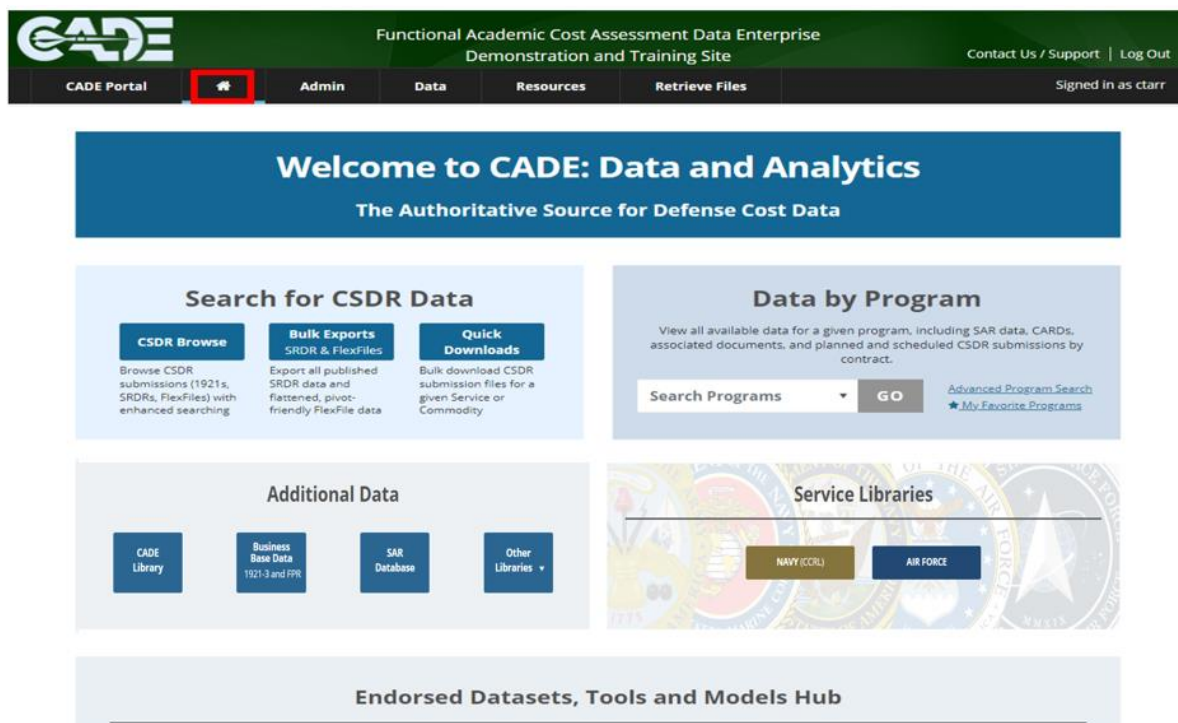 CADE
Functional Academic Cost Assessment Data Enterprise
Demonstration and Training Site
Contact Us / Support | Log Out
CADE Portal
Admin
Data
Resources
Retrieve Files
Signed in as ctarr
Welcome to CADE: Data and Analytics
The Authoritative Source for Defense Cost Data
Search for CSDR Data
CSDR Browse
Browse CSDR
submissions (1921s,
SRDRs, FlexFiles) with
enhanced searching
Bulk Exports
SRDR & FlexFiles
Export all published
SRDR data and
flattened, pivot-
friendly FlexFile data
Quick
Downloads
Bulk download CSDR
submission files for a
given Service or
Commodity
Data by Program
View all available data for a given program, including SAR data, CARDs,
associated documents, and planned and scheduled CSDR submissions by
contract.
Search Programs
GO
Advanced Program Search
My Favorite Programs
Additional Data
CADE
Library
Business
Base Data
1921-3 and FPR
SAR
Database
Other
Libraries
Service Libraries
NAVY (CCRL)
AIR FORCE
Endorsed Datasets, Tools and Models Hub